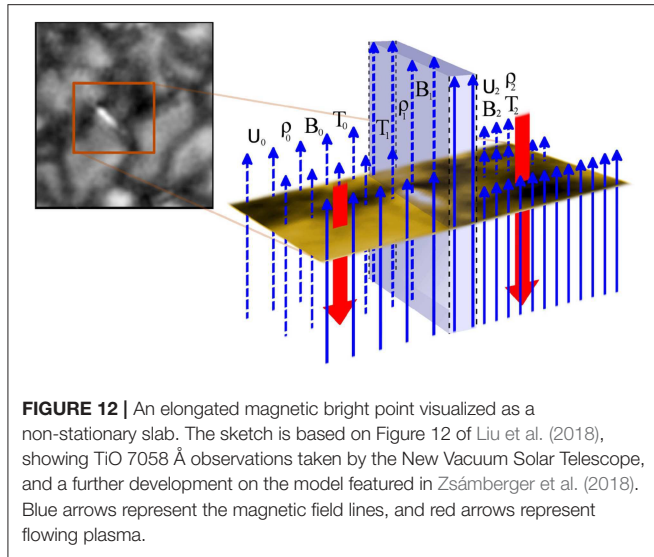 U₀ ρ₀ B₀ T₀ T₁ ρ₁ B₁ U₂ ρ₂
B₂ T₂
FIGURE 12 | An elongated magnetic bright point visualized as a
non-stationary slab. The sketch is based on Figure 12 of Liu et al. (2018),
showing TiO 7058 Å observations taken by the New Vacuum Solar Telescope,
and a further development on the model featured in Zsámberger et al. (2018).
Blue arrows represent the magnetic field lines, and red arrows represent
flowing plasma.